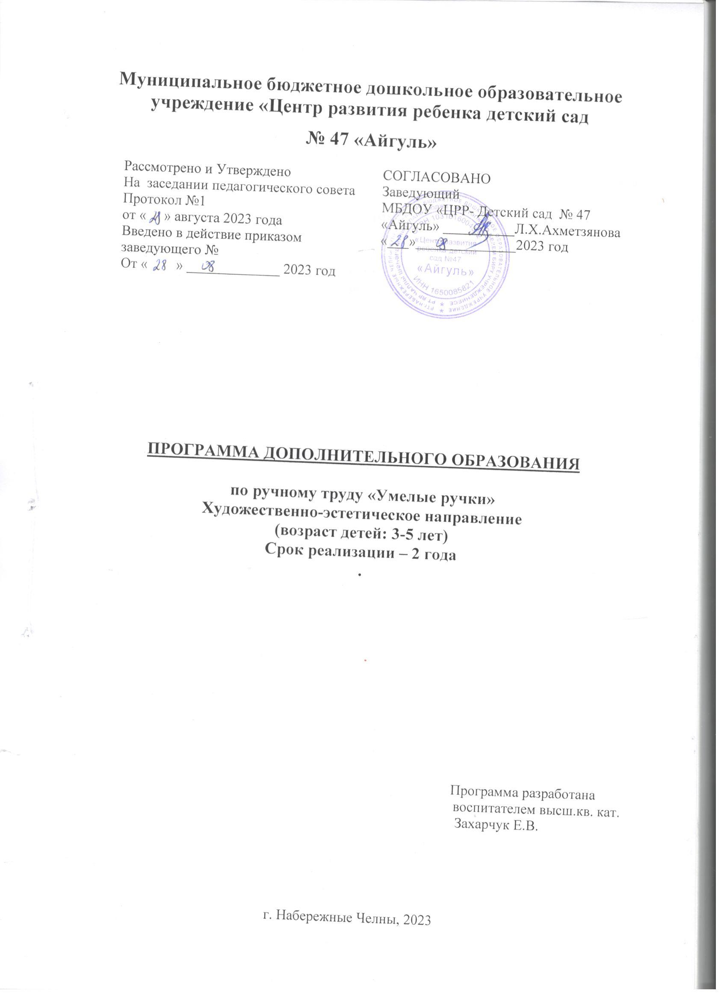 Муниципальное бюджетное дошкольное образовательное
учреждение «Центр развития ребенка детский сад
№ 47 «Айгуль»
Рассмотрено и Утверждено
На заседании педагогического совета
Протокол №1
от « » августа 2023 года
Введено в действие приказом
заведующего №
От « 28 » 08 2023 год
СОГЛАСОВАНО
Заведующий
МБДОУ «ЦРР- Детский сад № 47
«Айгуль» Л.Х.Ахметзянова
« 28 » 08 2023 год
«Центр развития
ребенка детский
сад №47
«Айгуль»
ИНН 1650085821
ПРОГРАММА ДОПОЛНИТЕЛЬНОГО ОБРАЗОВАНИЯ
по ручному труду «Умелые ручки»
Художественно-эстетическое направление
(возраст детей: 3-5 лет)
Срок реализации – 2 года
.
Программа разработана
воспитателем высш.кв. кат.
Захарчук Е.В.
г. Набережные Челны, 2023